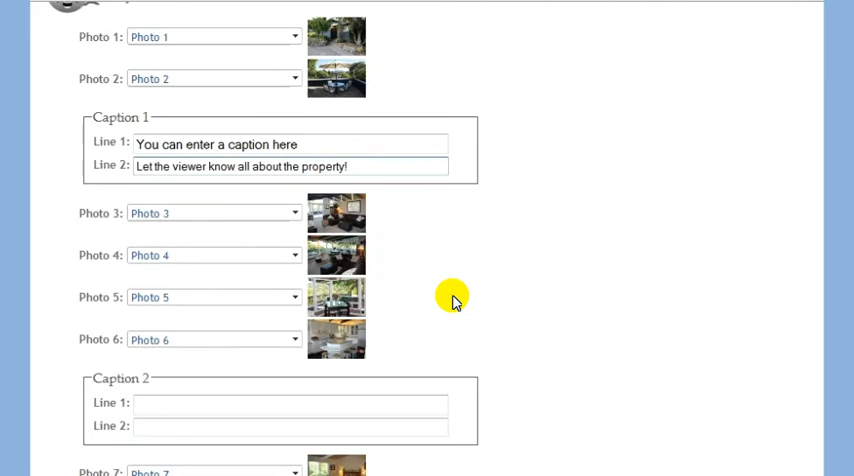 Photo 1: Photo 1
Photo 2: Photo 2
Caption 1
Line 1: You can enter a caption here
Line 2: Let the viewer know all about the property!
Photo 3: Photo 3
Photo 4: Photo 4
Photo 5: Photo 5
Photo 6: Photo 6
Caption 2
Line 1:
Line 2:
Photo 7: Photo 7